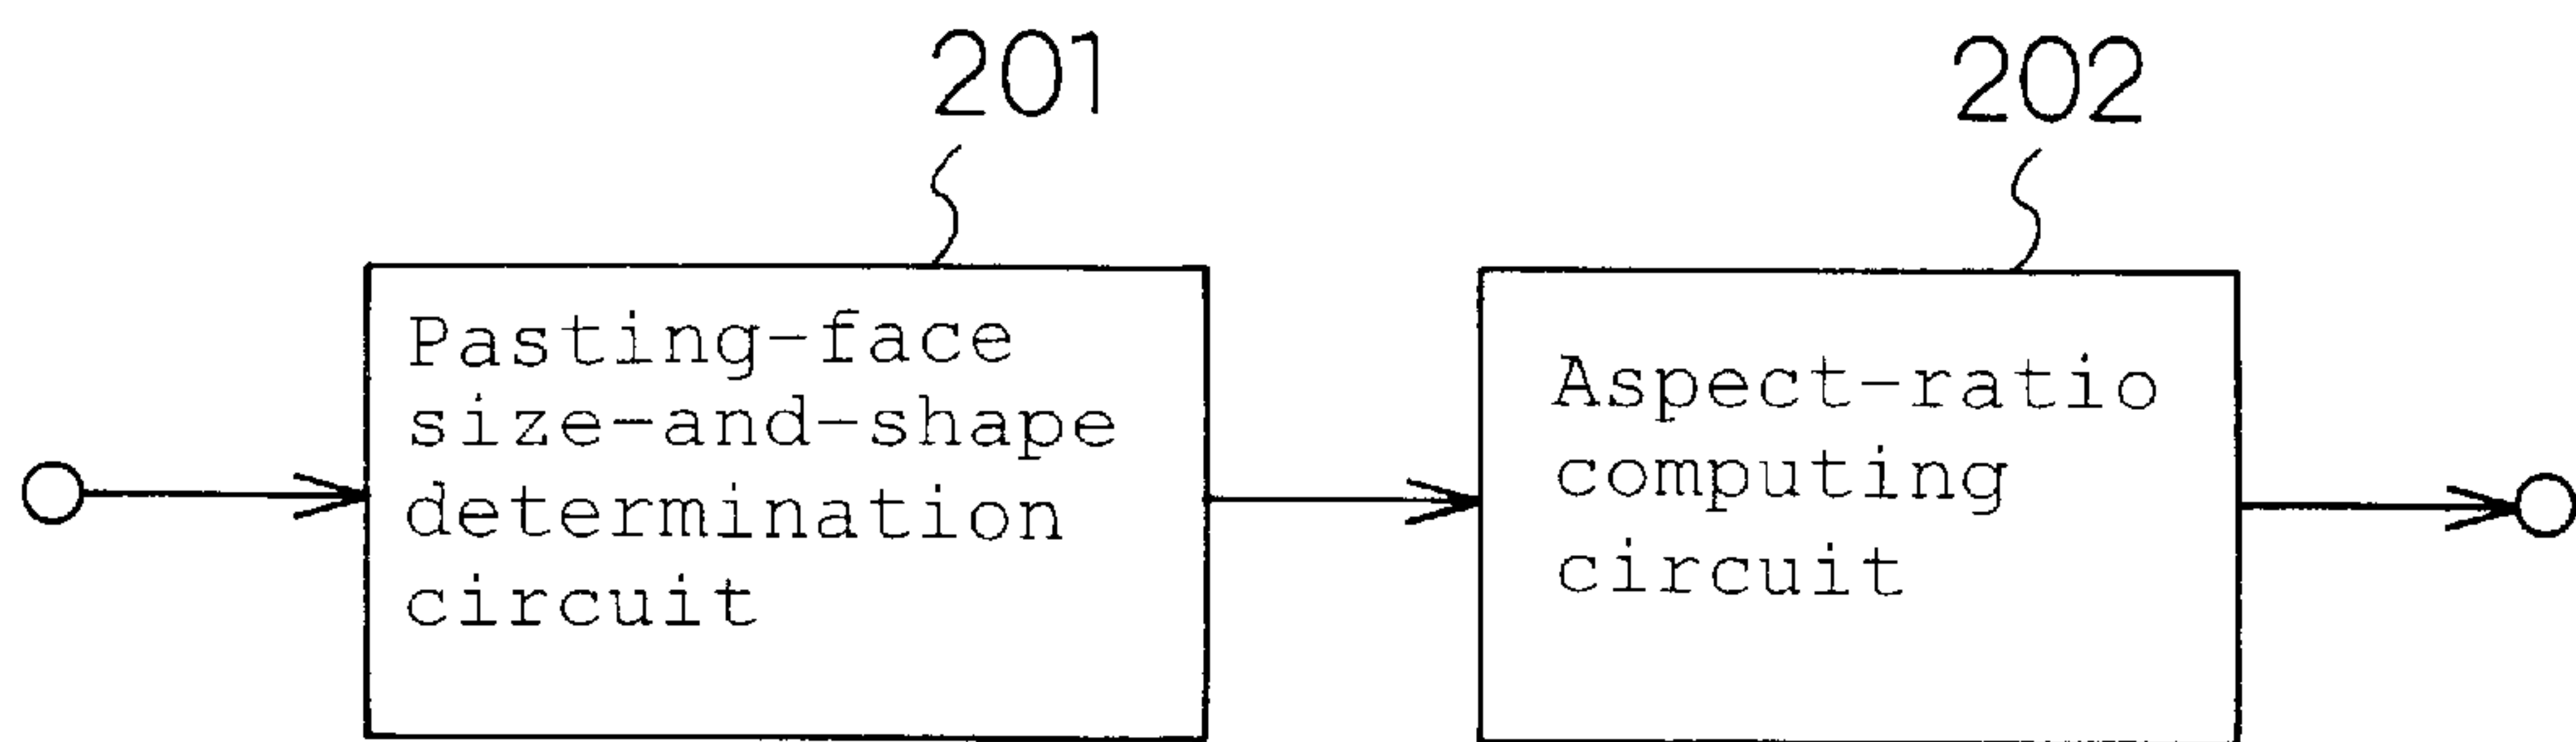 201
202
Pasting-face
size-and-shape
determination
circuit
Aspect-ratio
computing
circuit